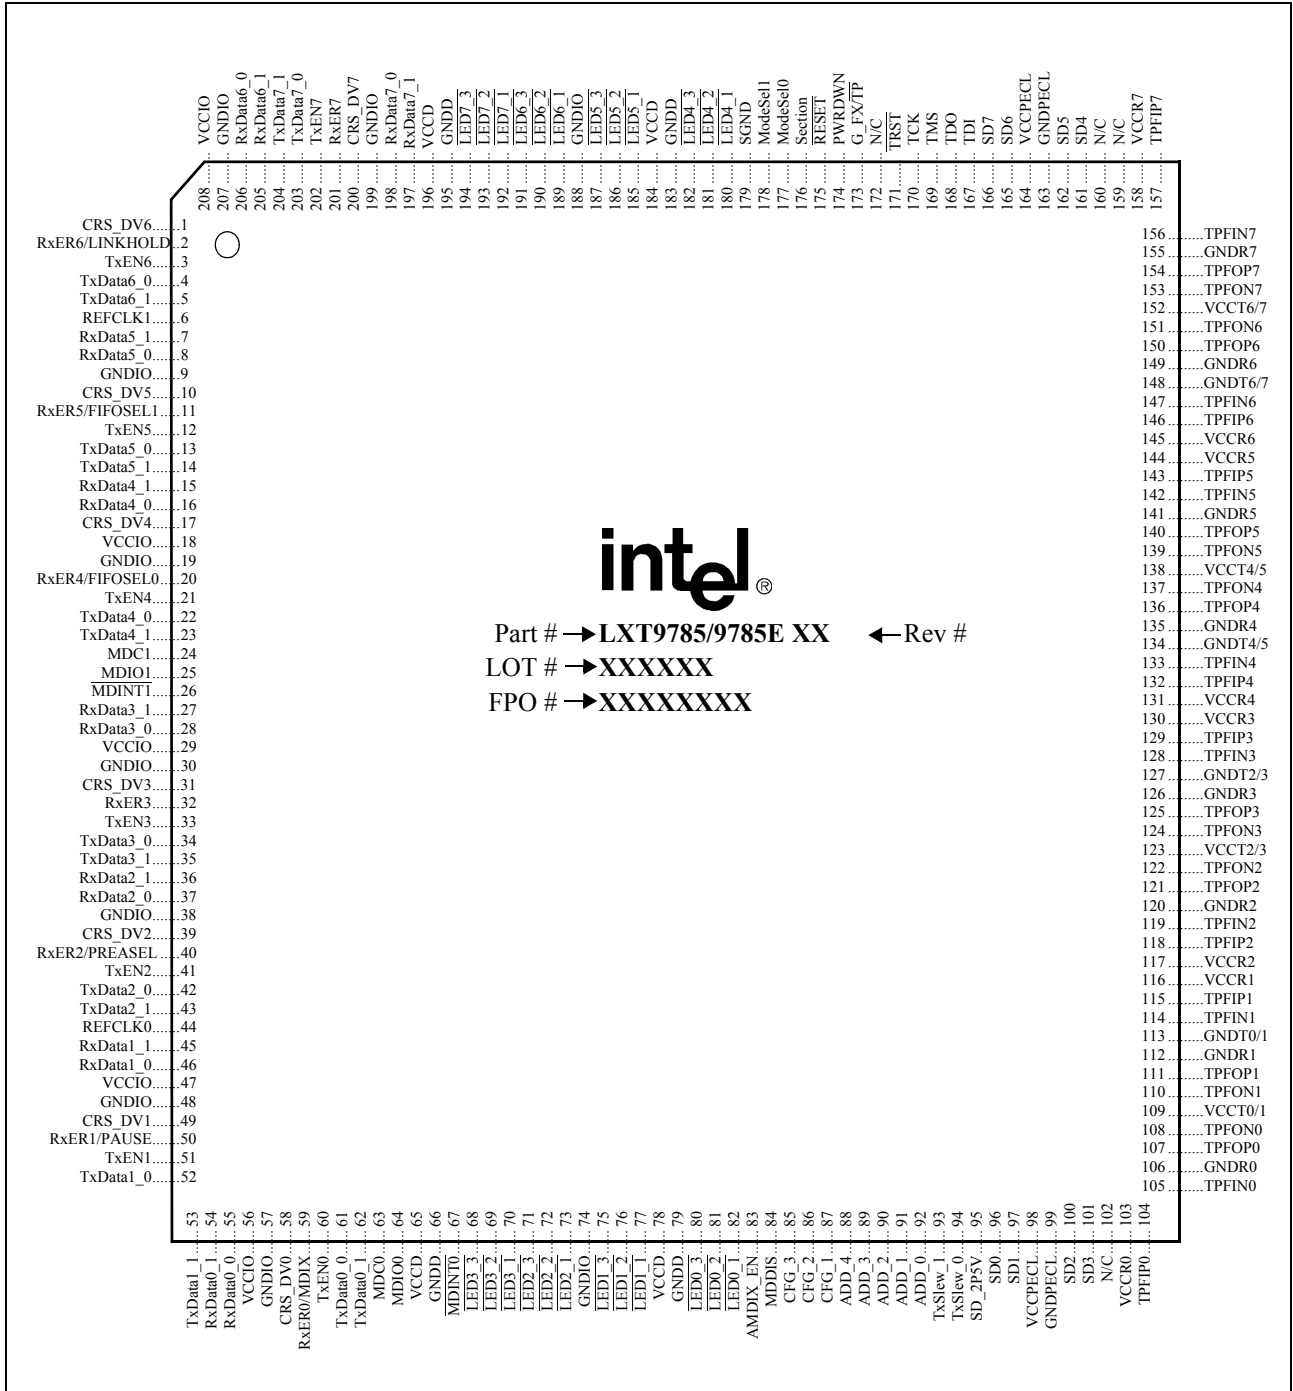 VCCIO......208
GNDIO......207
RxData6_0......206
RxData6_1......205
TxData7_1......204
TxData7_0......203
TxEN7......202
RxER7......201
CRS_DV7......200
GNDIO......199
RxData7_0......198
RxData7_1......197
VCCD......196
GNDD......195
LED7_3......194
LED7_2......193
LED7_1......192
LED6_3......191
LED6_2......190
LED6_1......189
GNDIO......188
LED5_3......187
LED5_2......186
LED5_1......185
VCCD......184
GNDD......183
LED4_3......182
LED4_2......181
LED4_1......180
SGND......179
ModeSel1......178
ModeSel0......177
Section......176
RESET......175
PWRDWN......174
G_FX/TP......173
N/C......172
TRST......171
TCK......170
TMS......169
TDO......168
TDI......167
SD7......166
SD6......165
VCCPECL......164
GNDPECL......163
SD5......162
SD4......161
N/C......160
N/C......159
VCCR7......158
TPFIP7......157
CRS_DV6......1
RxER6/LINKHOLD..2
TxEN6......3
TxData6_0......4
TxData6_1......5
REFCLK1......6
RxData5_1......7
RxData5_0......8
GNDIO......9
CRS_DV5......10
RxER5/FIFOSEL1......11
TxEN5......12
TxData5_0......13
TxData5_1......14
RxData4_1......15
RxData4_0......16
CRS_DV4......17
VCCIO......18
GNDIO......19
RxER4/FIFOSEL0......20
TxEN4......21
TxData4_0......22
TxData4_1......23
MDC1......24
MDIO1......25
MDINT1......26
RxData3_1......27
RxData3_0......28
VCCIO......29
GNDIO......30
CRS_DV3......31
RxER3......32
TxEN3......33
TxData3_0......34
TxData3_1......35
RxData2_1......36
RxData2_0......37
GNDIO......38
CRS_DV2......39
RxER2/PREASEL ......40
TxEN2......41
TxData2_0......42
TxData2_1......43
REFCLK0......44
RxData1_1......45
RxData1_0......46
VCCIO......47
GNDIO......48
CRS_DV1......49
RxER1/PAUSE......50
TxEN1......51
TxData1_0......52
intel®
Part # LXT9785/9785E XX Rev #
LOT # XXXXXX
FPO # XXXXXXXX
156.........TPFIN7
155.........GNDR7
154.........TPFOP7
153.........TPFON7
152.........VCCT6/7
151.........TPFON6
150.........TPFOP6
149.........GNDR6
148.........GNDT6/7
147.........TPFIN6
146.........TPFIP6
145.........VCCR6
144.........VCCR5
143.........TPFIP5
142.........TPFIN5
141.........GNDR5
140.........TPFOP5
139.........TPFON5
138.........VCCT4/5
137.........TPFON4
136.........TPFOP4
135.........GNDR4
134.........GNDT4/5
133.........TPFIN4
132.........TPFIP4
131.........VCCR4
130.........VCCR3
129.........TPFIP3
128.........TPFIN3
127.........GNDT2/3
126.........GNDR3
125.........TPFOP3
124.........TPFON3
123.........VCCT2/3
122.........TPFON2
121.........TPFOP2
120.........GNDR2
119.........TPFIN2
118.........TPFIP2
117.........VCCR2
116.........VCCR1
115.........TPFIP1
114.........TPFIN1
113.........GNDT0/1
112.........GNDR1
111.........TPFOP1
110.........TPFON1
109.........VCCT0/1
108.........TPFON0
107.........TPFOP0
106.........GNDR0
105.........TPFIN0
TxData1_1......53
RxData0_1......54
RxData0_0......55
VCCIO......56
GNDIO......57
CRS_DV0......58
RxER0/MDIX......59
TxEN0......60
TxData0_0......61
TxData0_1......62
MDC0......63
MDIO0......64
VCCD......65
GNDD......66
MDINT0......67
LED3_3......68
LED3_2......69
LED3_1......70
LED2_3......71
LED2_2......72
LED2_1......73
GNDIO......74
LED1_3......75
LED1_2......76
LED1_1......77
VCCD......78
GNDD......79
LED0_3......80
LED0_2......81
LED0_1......82
AMDIX_EN......83
MDDIS......84
CFG_3......85
CFG_2......86
CFG_1......87
ADD_4......88
ADD_3......89
ADD_2......90
ADD_1......91
ADD_0......92
TxSlew_1......93
TxSlew_0......94
SD_2P5V......95
SD0......96
SD1......97
VCCPECL......98
GNDPECL......99
SD2......100
SD3......101
N/C......102
VCCR0......103
TPFIP0......104